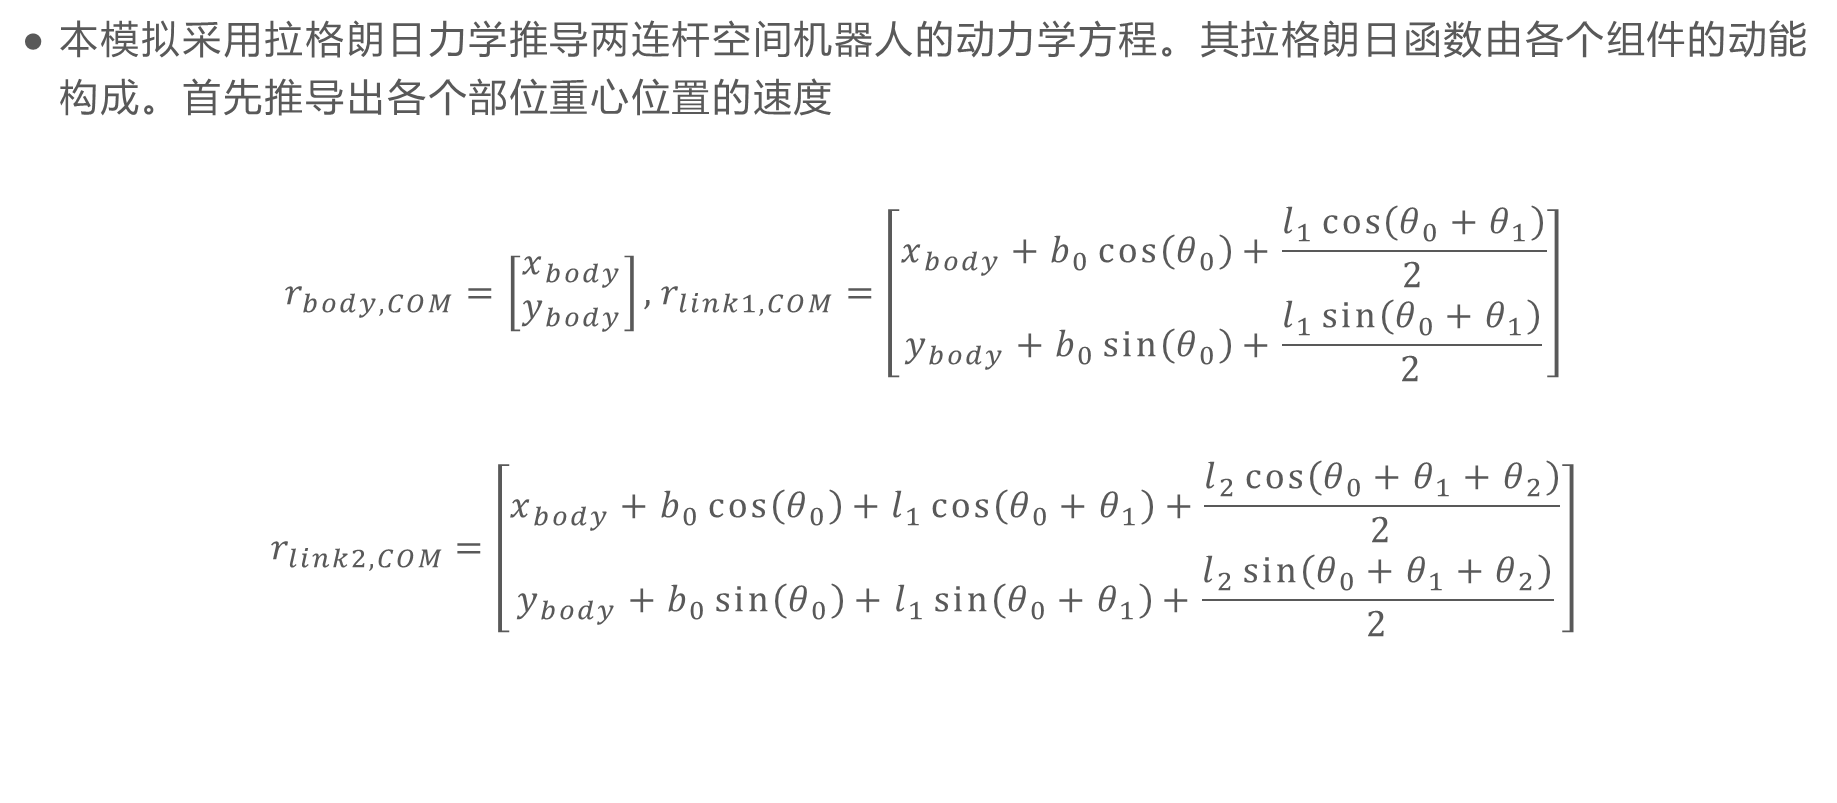 • 本模拟采用拉格朗日力学推导两连杆空间机器人的动力学方程。其拉格朗日函数由各个组件的动能
构成。首先推导出各个部位重心位置的速度
r_{body,COM} = [x_{body}; y_{body}], r_{link1,COM} = [x_{body} + b_0 cos(θ_0) + l_1 cos(θ_0 + θ_1)/2; y_{body} + b_0 sin(θ_0) + l_1 sin(θ_0 + θ_1)/2]
r_{link2,COM} = [x_{body} + b_0 cos(θ_0) + l_1 cos(θ_0 + θ_1) + l_2 cos(θ_0 + θ_1 + θ_2)/2; y_{body} + b_0 sin(θ_0) + l_1 sin(θ_0 + θ_1) + l_2 sin(θ_0 + θ_1 + θ_2)/2]